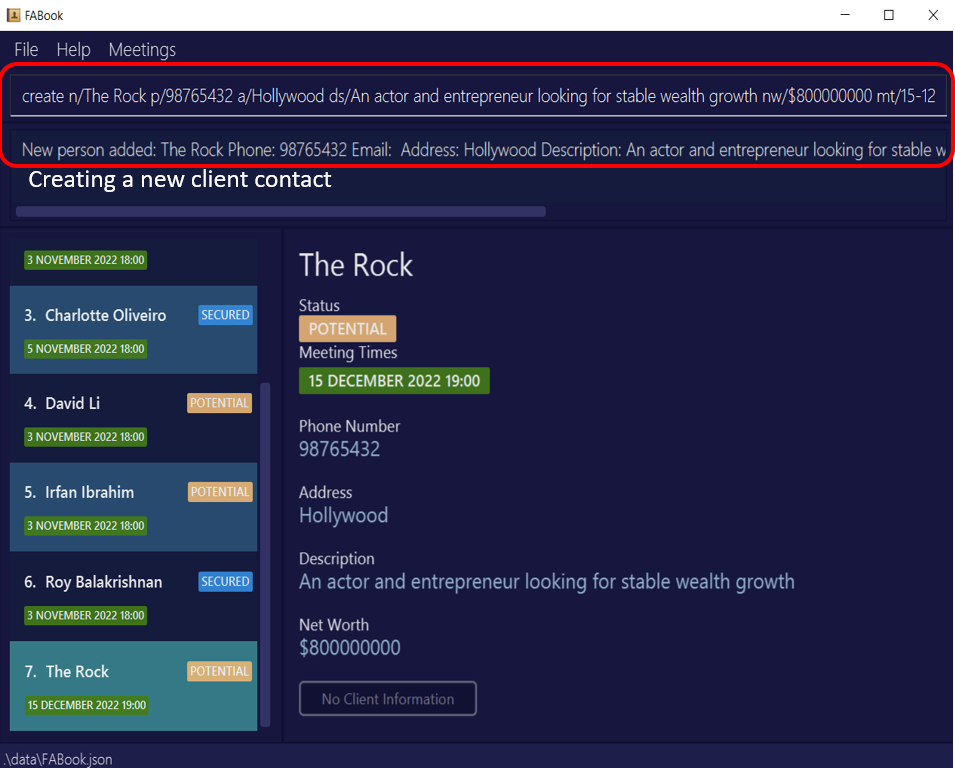 FABook
File Help Meetings
create n/The Rock p/98765432 a/Hollywood ds/An actor and entrepreneur looking for stable wealth growth nw/$800000000 mt/15-12
New person added: The Rock Phone: 98765432 Email: Address: Hollywood Description: An actor and entrepreneur looking for stable w
Creating a new client contact
3 NOVEMBER 2022 18:00
3. Charlotte Oliveiro SECURED
5 NOVEMBER 2022 18:00
4. David Li POTENTIAL
3 NOVEMBER 2022 18:00
5. Irfan Ibrahim POTENTIAL
3 NOVEMBER 2022 18:00
6. Roy Balakrishnan SECURED
3 NOVEMBER 2022 18:00
7. The Rock POTENTIAL
15 DECEMBER 2022 19:00
The Rock
Status
POTENTIAL
Meeting Times
15 DECEMBER 2022 19:00
Phone Number
98765432
Address
Hollywood
Description
An actor and entrepreneur looking for stable wealth growth
Net Worth
$800000000
No Client Information
.\data\FABook.json